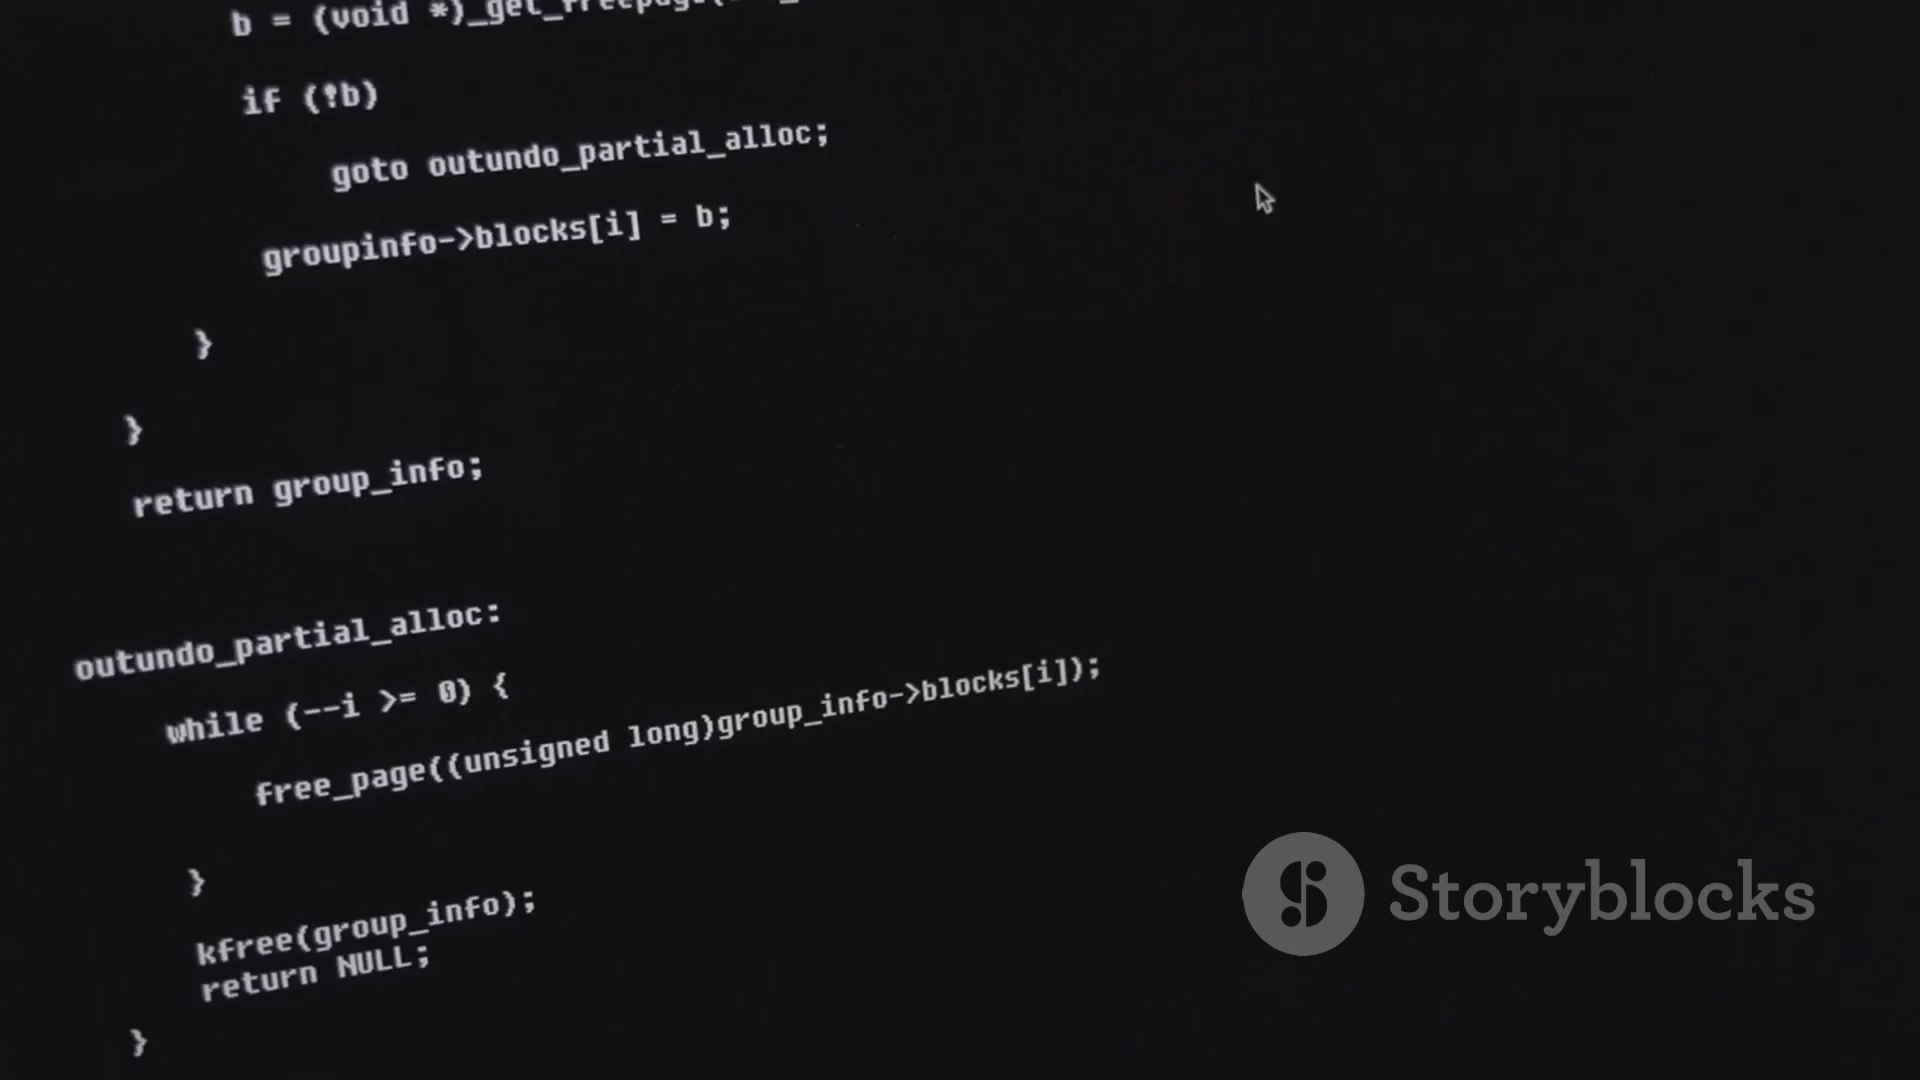 b = (void *)_get_freepage(
if (!b)
goto outundo_partial_alloc;
groupinfo->blocks[i] = b;
}
}
return group_info;
outundo_partial_alloc:
while (--i >= 0) {
free_page((unsigned long)group_info->blocks[i]);
}
kfree(group_info);
return NULL;
}
Storyblocks